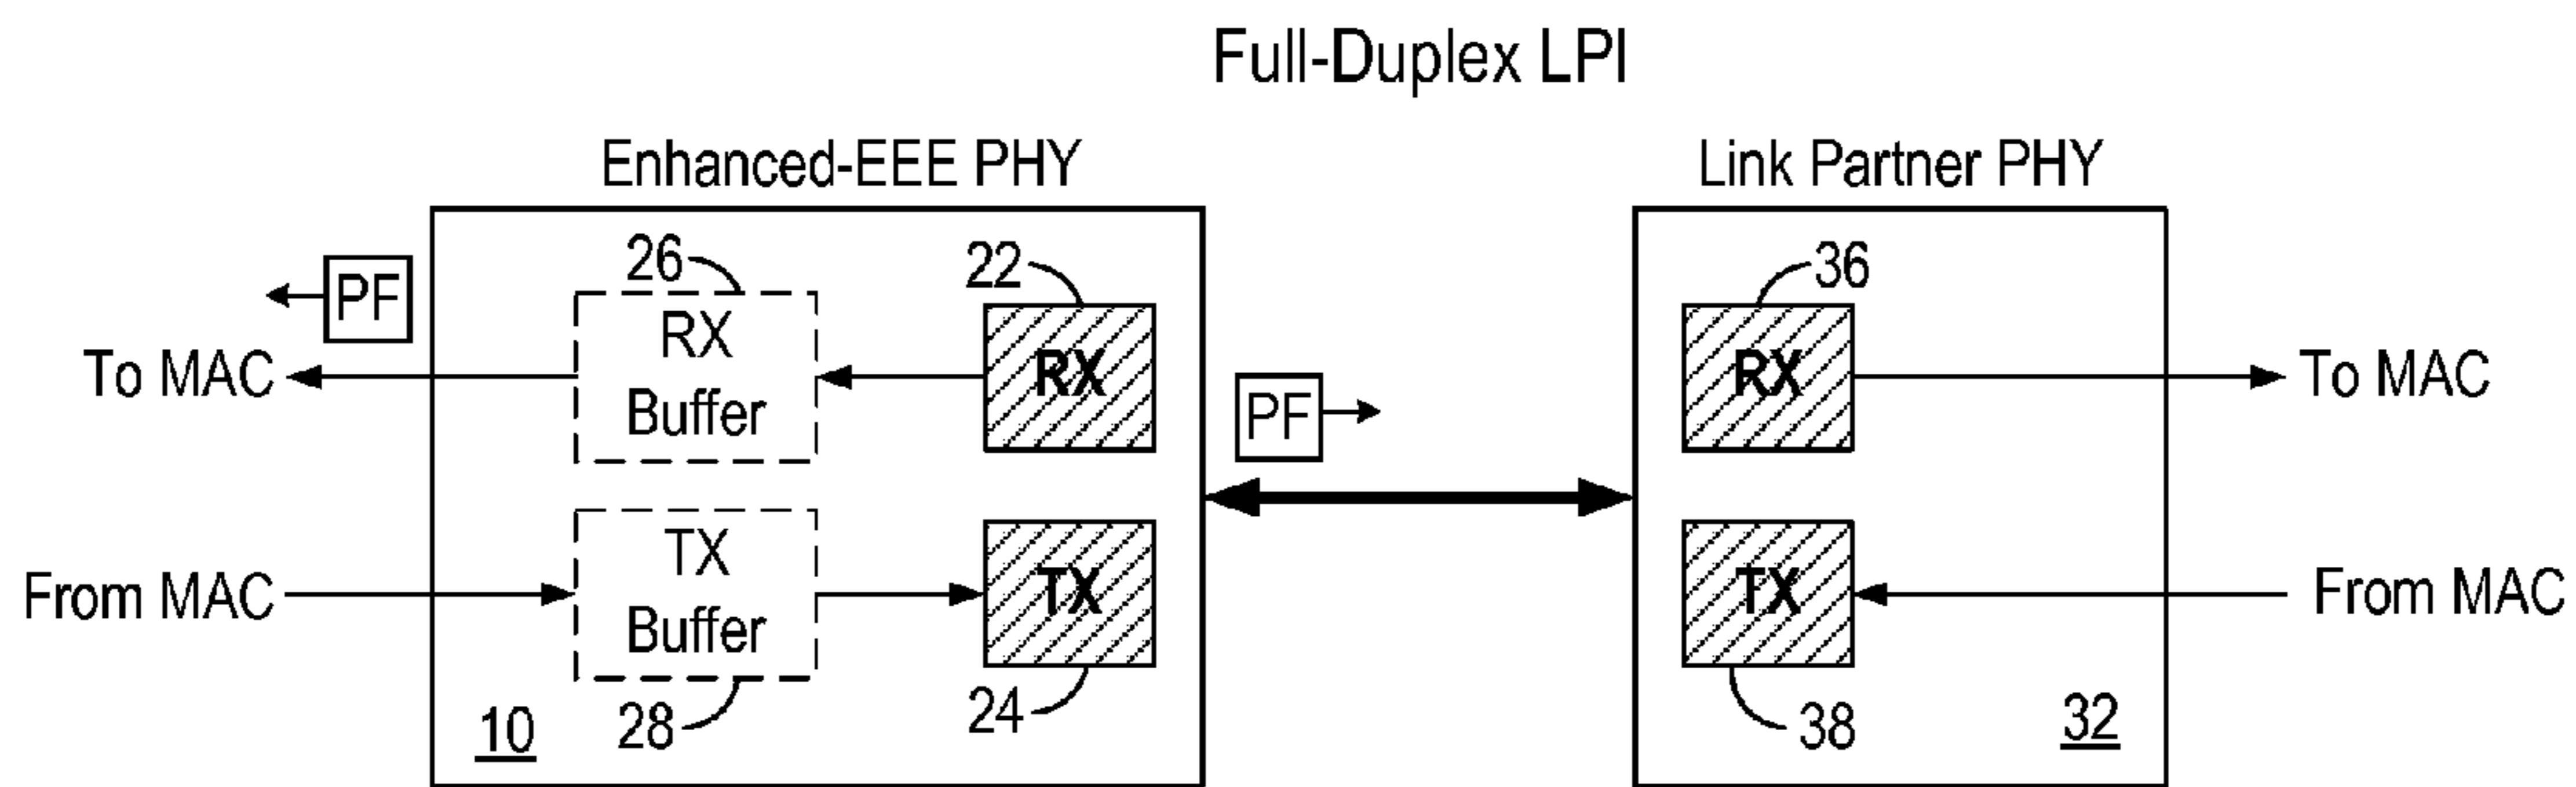 Full-Duplex LPI
Enhanced-EEE PHY
Link Partner PHY
PF
26
22
36
RX
Buffer
RX
RX
To MAC
PF
To MAC
TX
Buffer
TX
TX
From MAC
From MAC
28
24
38
10
32